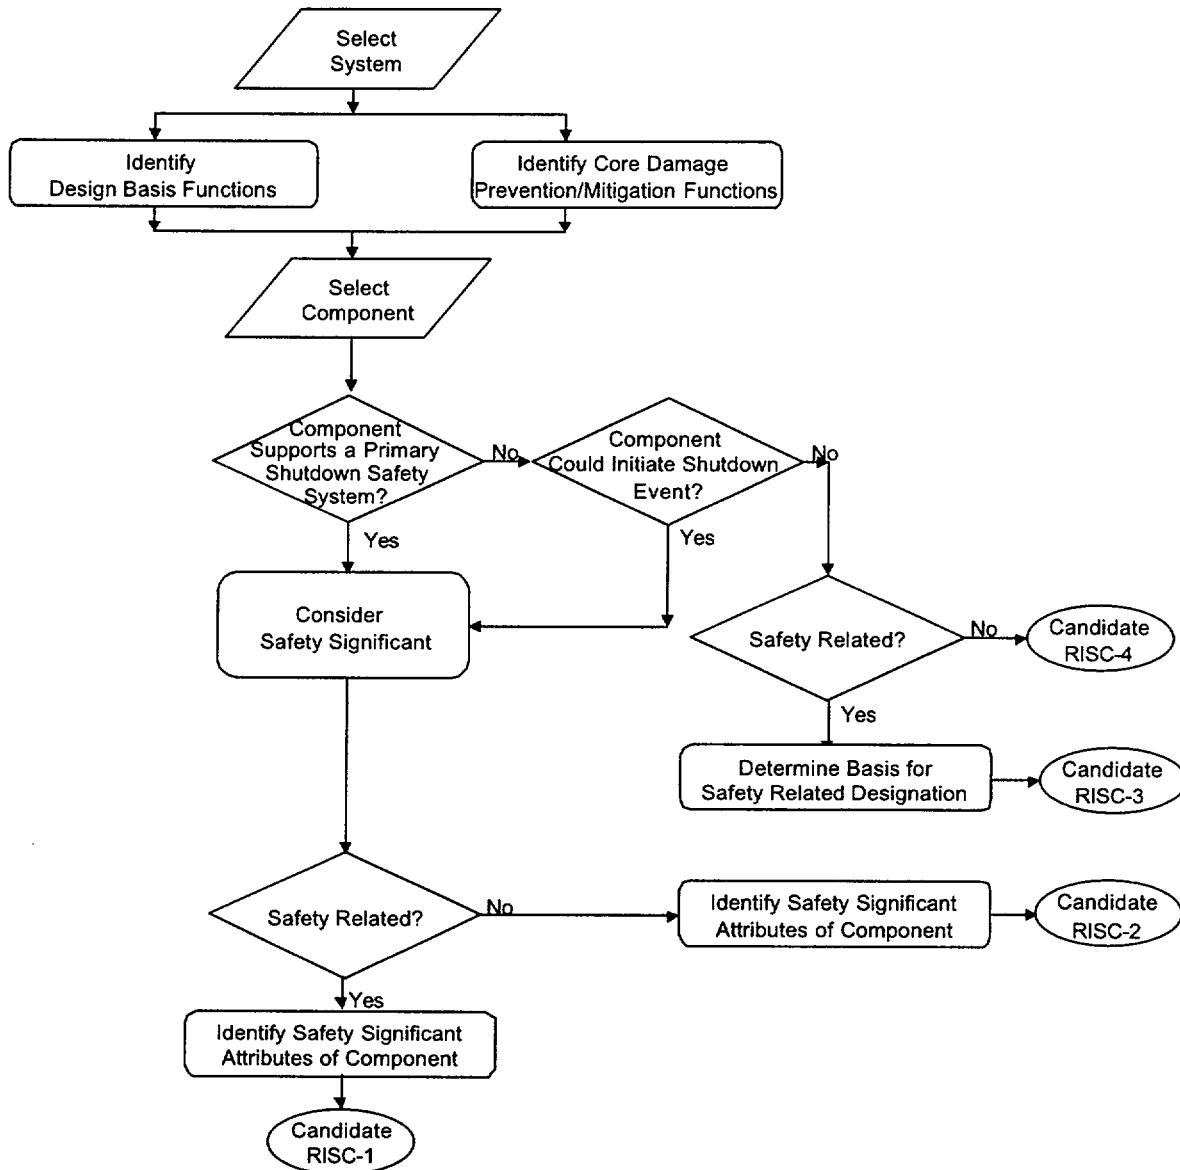 Select
System
Identify
Design Basis Functions
Identify Core Damage
Prevention/Mitigation Functions
Select
Component
Component
Supports a Primary
Shutdown Safety
System?
No
Component
Could Initiate Shutdown
Event?
No
Yes
Yes
Consider
Safety Significant
Safety Related?
No
Candidate
RISC-4
Yes
Determine Basis for
Safety Related Designation
Candidate
RISC-3
Safety Related?
No
Identify Safety Significant
Attributes of Component
Candidate
RISC-2
Yes
Identify Safety Significant
Attributes of Component
Candidate
RISC-1